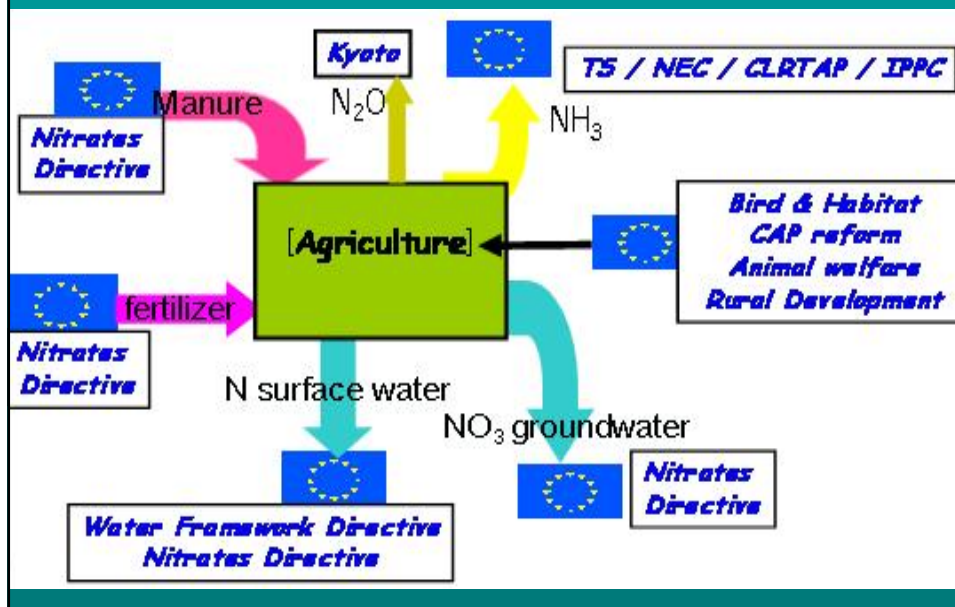 Kyoto
N₂O
TS / NEC / CLRTAP / IPPC
NH₃
Manure
Nitrates
Directive
[Agriculture]
Bird & Habitat
CAP reform
Animal welfare
Rural Development
fertilizer
Nitrates
Directive
N surface water
NO₃ groundwater
Nitrates
Directive
Water Framework Directive
Nitrates Directive